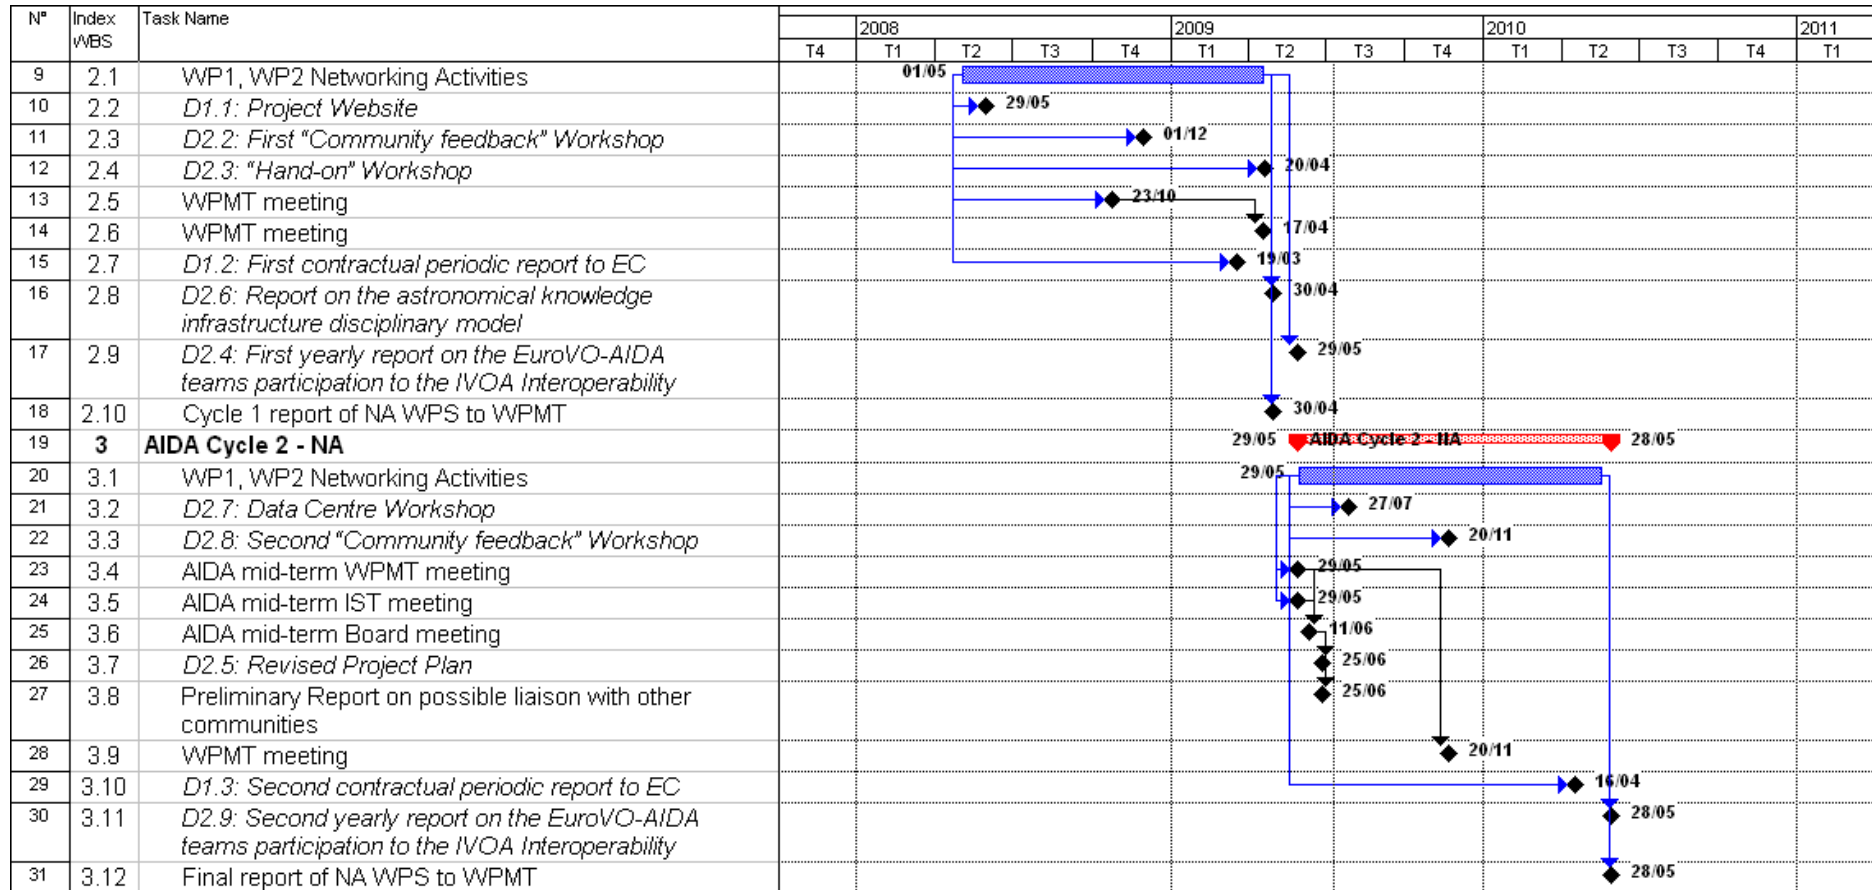 N° Index Task Name
WBS
2008 2009 2010 2011
T4 T1 T2 T3 T4 T1 T2 T3 T4 T1 T2 T3 T4 T1
9 2.1 WP1, WP2 Networking Activities 01/05
10 2.2 D1.1: Project Website 29/05
11 2.3 D2.2: First "Community feedback" Workshop 01/12
12 2.4 D2.3: "Hand-on" Workshop 20/04
13 2.5 WPMT meeting 23/10
14 2.6 WPMT meeting 17/04
15 2.7 D1.2: First contractual periodic report to EC 19/03
16 2.8 D2.6: Report on the astronomical knowledge 30/04
infrastructure disciplinary model
17 2.9 D2.4: First yearly report on the EuroVO-AIDA 29/05
teams participation to the IVOA Interoperability
18 2.10 Cycle 1 report of NA WPS to WPMT 30/04
19 3 AIDA Cycle 2 - NA 29/05 AIDA Cycle 2 - NA 28/05
20 3.1 WP1, WP2 Networking Activities 29/05
21 3.2 D2.7: Data Centre Workshop 27/07
22 3.3 D2.8: Second "Community feedback" Workshop 20/11
23 3.4 AIDA mid-term WPMT meeting 29/05
24 3.5 AIDA mid-term IST meeting 29/05
25 3.6 AIDA mid-term Board meeting 11/06
26 3.7 D2.5: Revised Project Plan 25/06
27 3.8 Preliminary Report on possible liaison with other 25/06
communities
28 3.9 WPMT meeting 20/11
29 3.10 D1.3: Second contractual periodic report to EC 16/04
30 3.11 D2.9: Second yearly report on the EuroVO-AIDA 28/05
teams participation to the IVOA Interoperability
31 3.12 Final report of NA WPS to WPMT 28/05